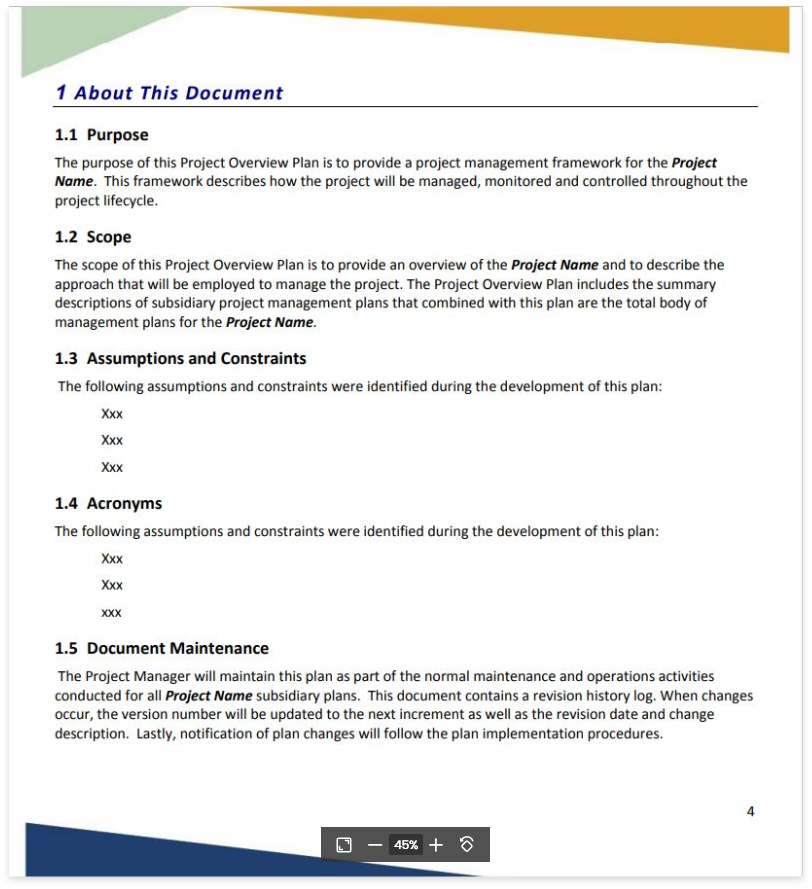 1 About This Document
1.1 Purpose
The purpose of this Project Overview Plan is to provide a project management framework for the Project
Name. This framework describes how the project will be managed, monitored and controlled throughout the
project lifecycle.
1.2 Scope
The scope of this Project Overview Plan is to provide an overview of the Project Name and to describe the
approach that will be employed to manage the project. The Project Overview Plan includes the summary
descriptions of subsidiary project management plans that combined with this plan are the total body of
management plans for the Project Name.
1.3 Assumptions and Constraints
The following assumptions and constraints were identified during the development of this plan:
Xxx
Xxx
Xxx
1.4 Acronyms
The following assumptions and constraints were identified during the development of this plan:
Xxx
Xxx
xxx
1.5 Document Maintenance
The Project Manager will maintain this plan as part of the normal maintenance and operations activities
conducted for all Project Name subsidiary plans. This document contains a revision history log. When changes
occur, the version number will be updated to the next increment as well as the revision date and change
description. Lastly, notification of plan changes will follow the plan implementation procedures.
4
45%